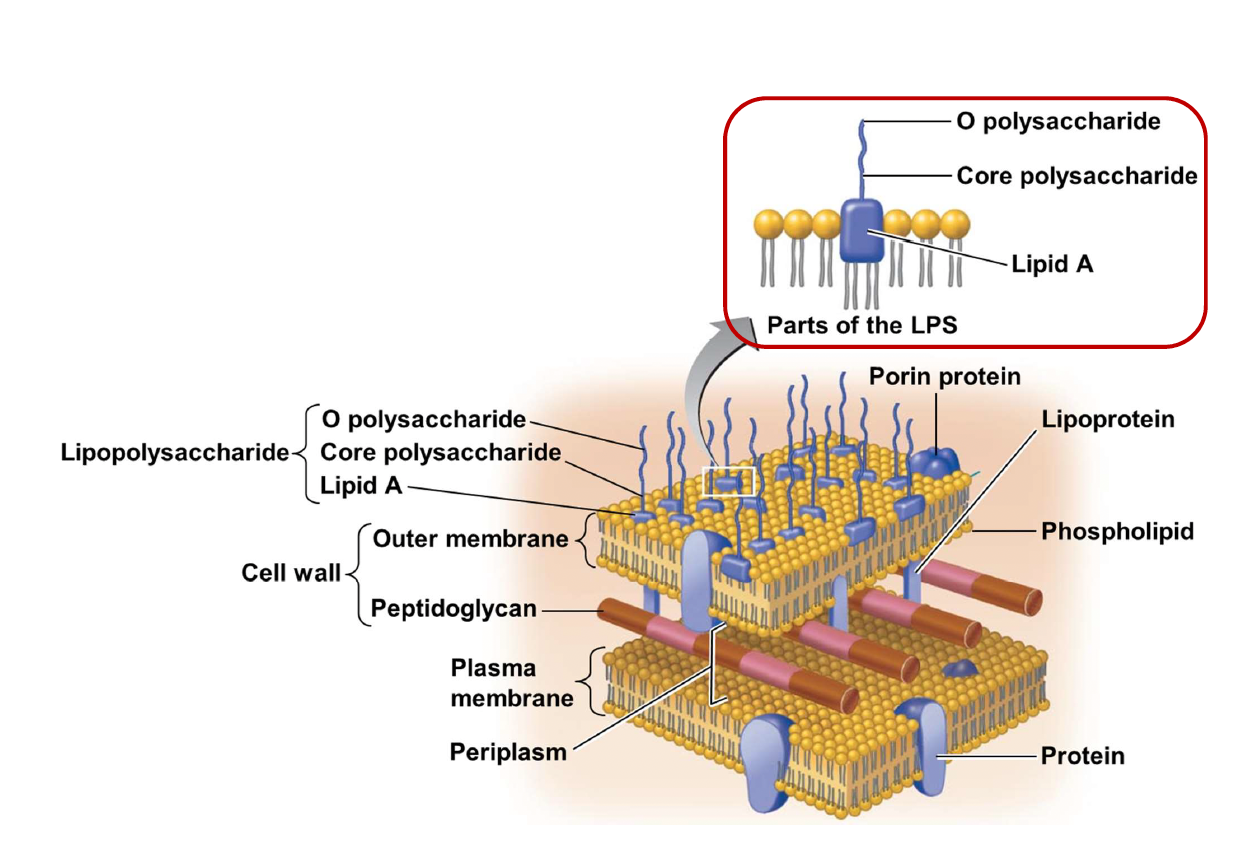 O polysaccharide
Core polysaccharide
Lipid A
Parts of the LPS
Porin protein
Lipoprotein
O polysaccharide
Lipopolysaccharide
Core polysaccharide
Lipid A
Phospholipid
Outer membrane
Cell wall
Peptidoglycan
Plasma
membrane
Periplasm
Protein